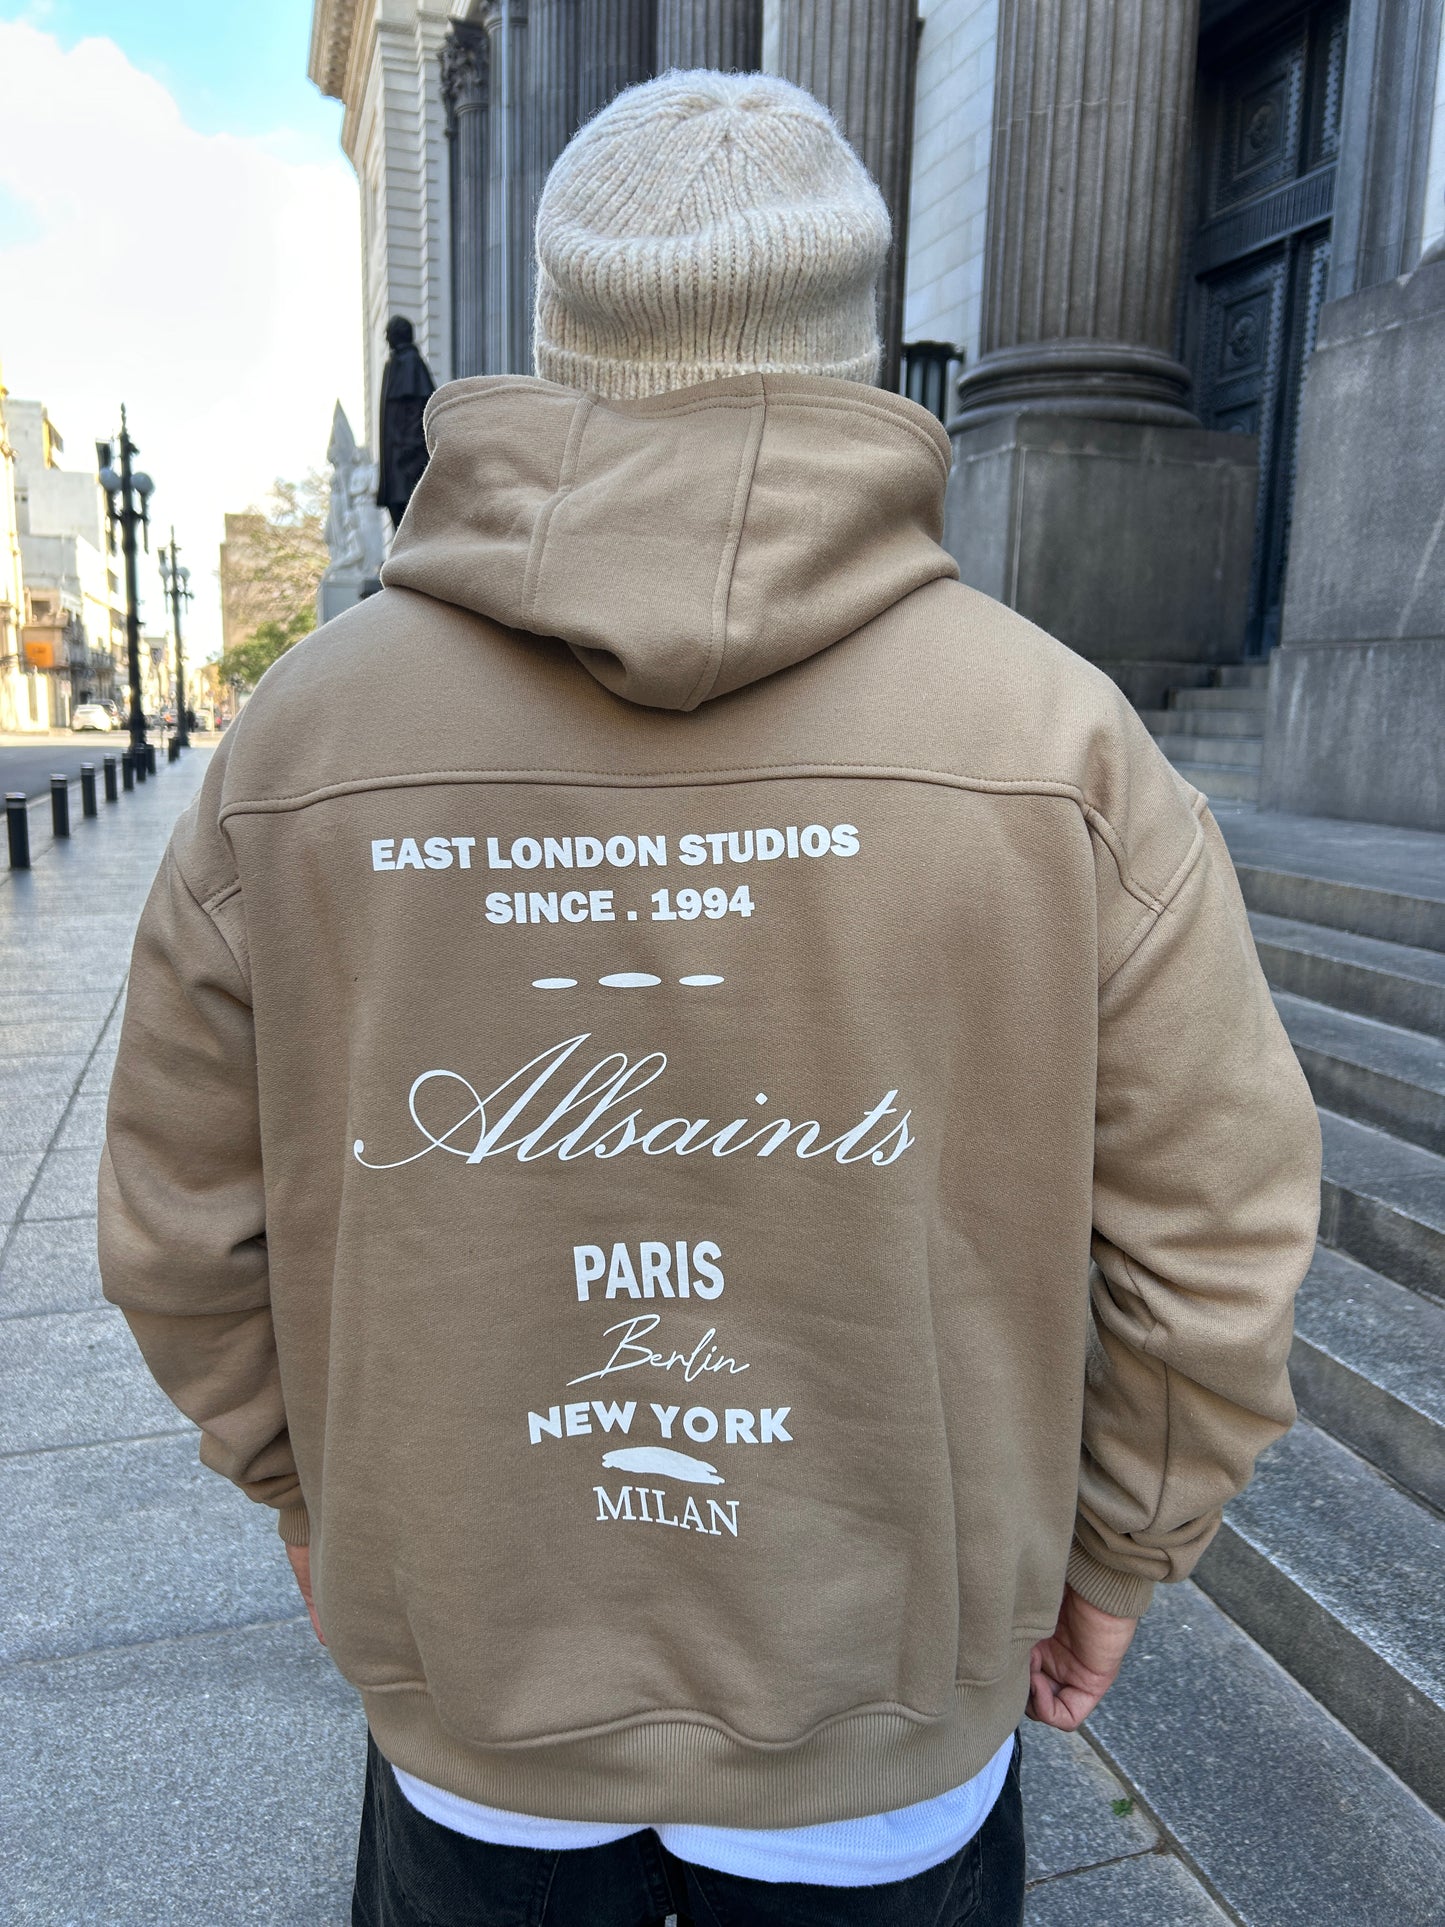 EAST LONDON STUDIOS
SINCE . 1994
Allsaints
PARIS
Berlin
NEW YORK
MILAN